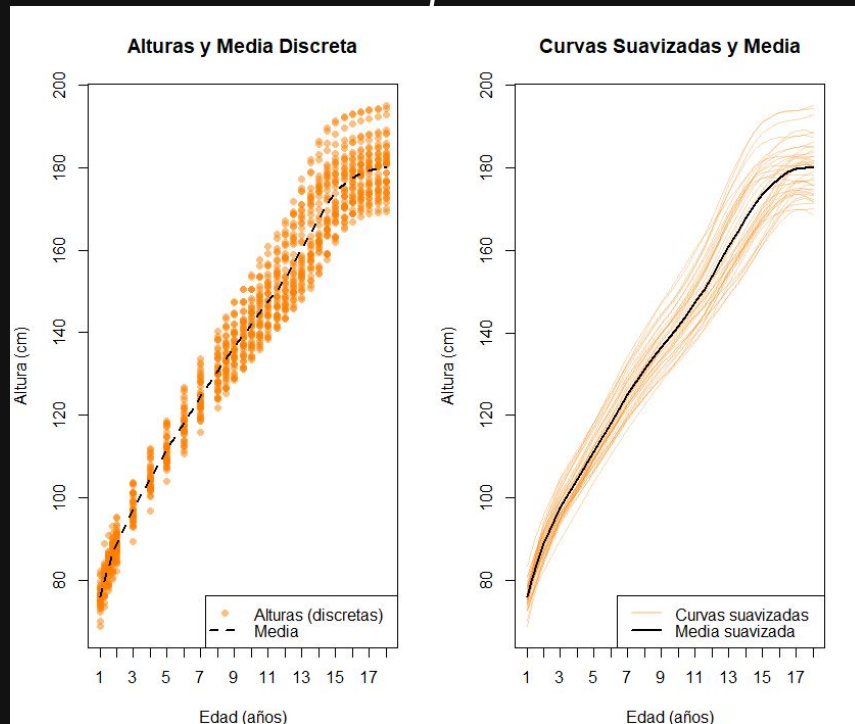 Alturas y Media Discreta
Altura (cm)
200
180
160
140
120
100
80
Alturas (discretas)
Media
1 3 5 7 9 11 13 15 17
Edad (años)
Curvas Suavizadas y Media
Altura (cm)
200
180
160
140
120
100
80
Curvas suavizadas
Media suavizada
1 3 5 7 9 11 13 15 17
Edad (años)